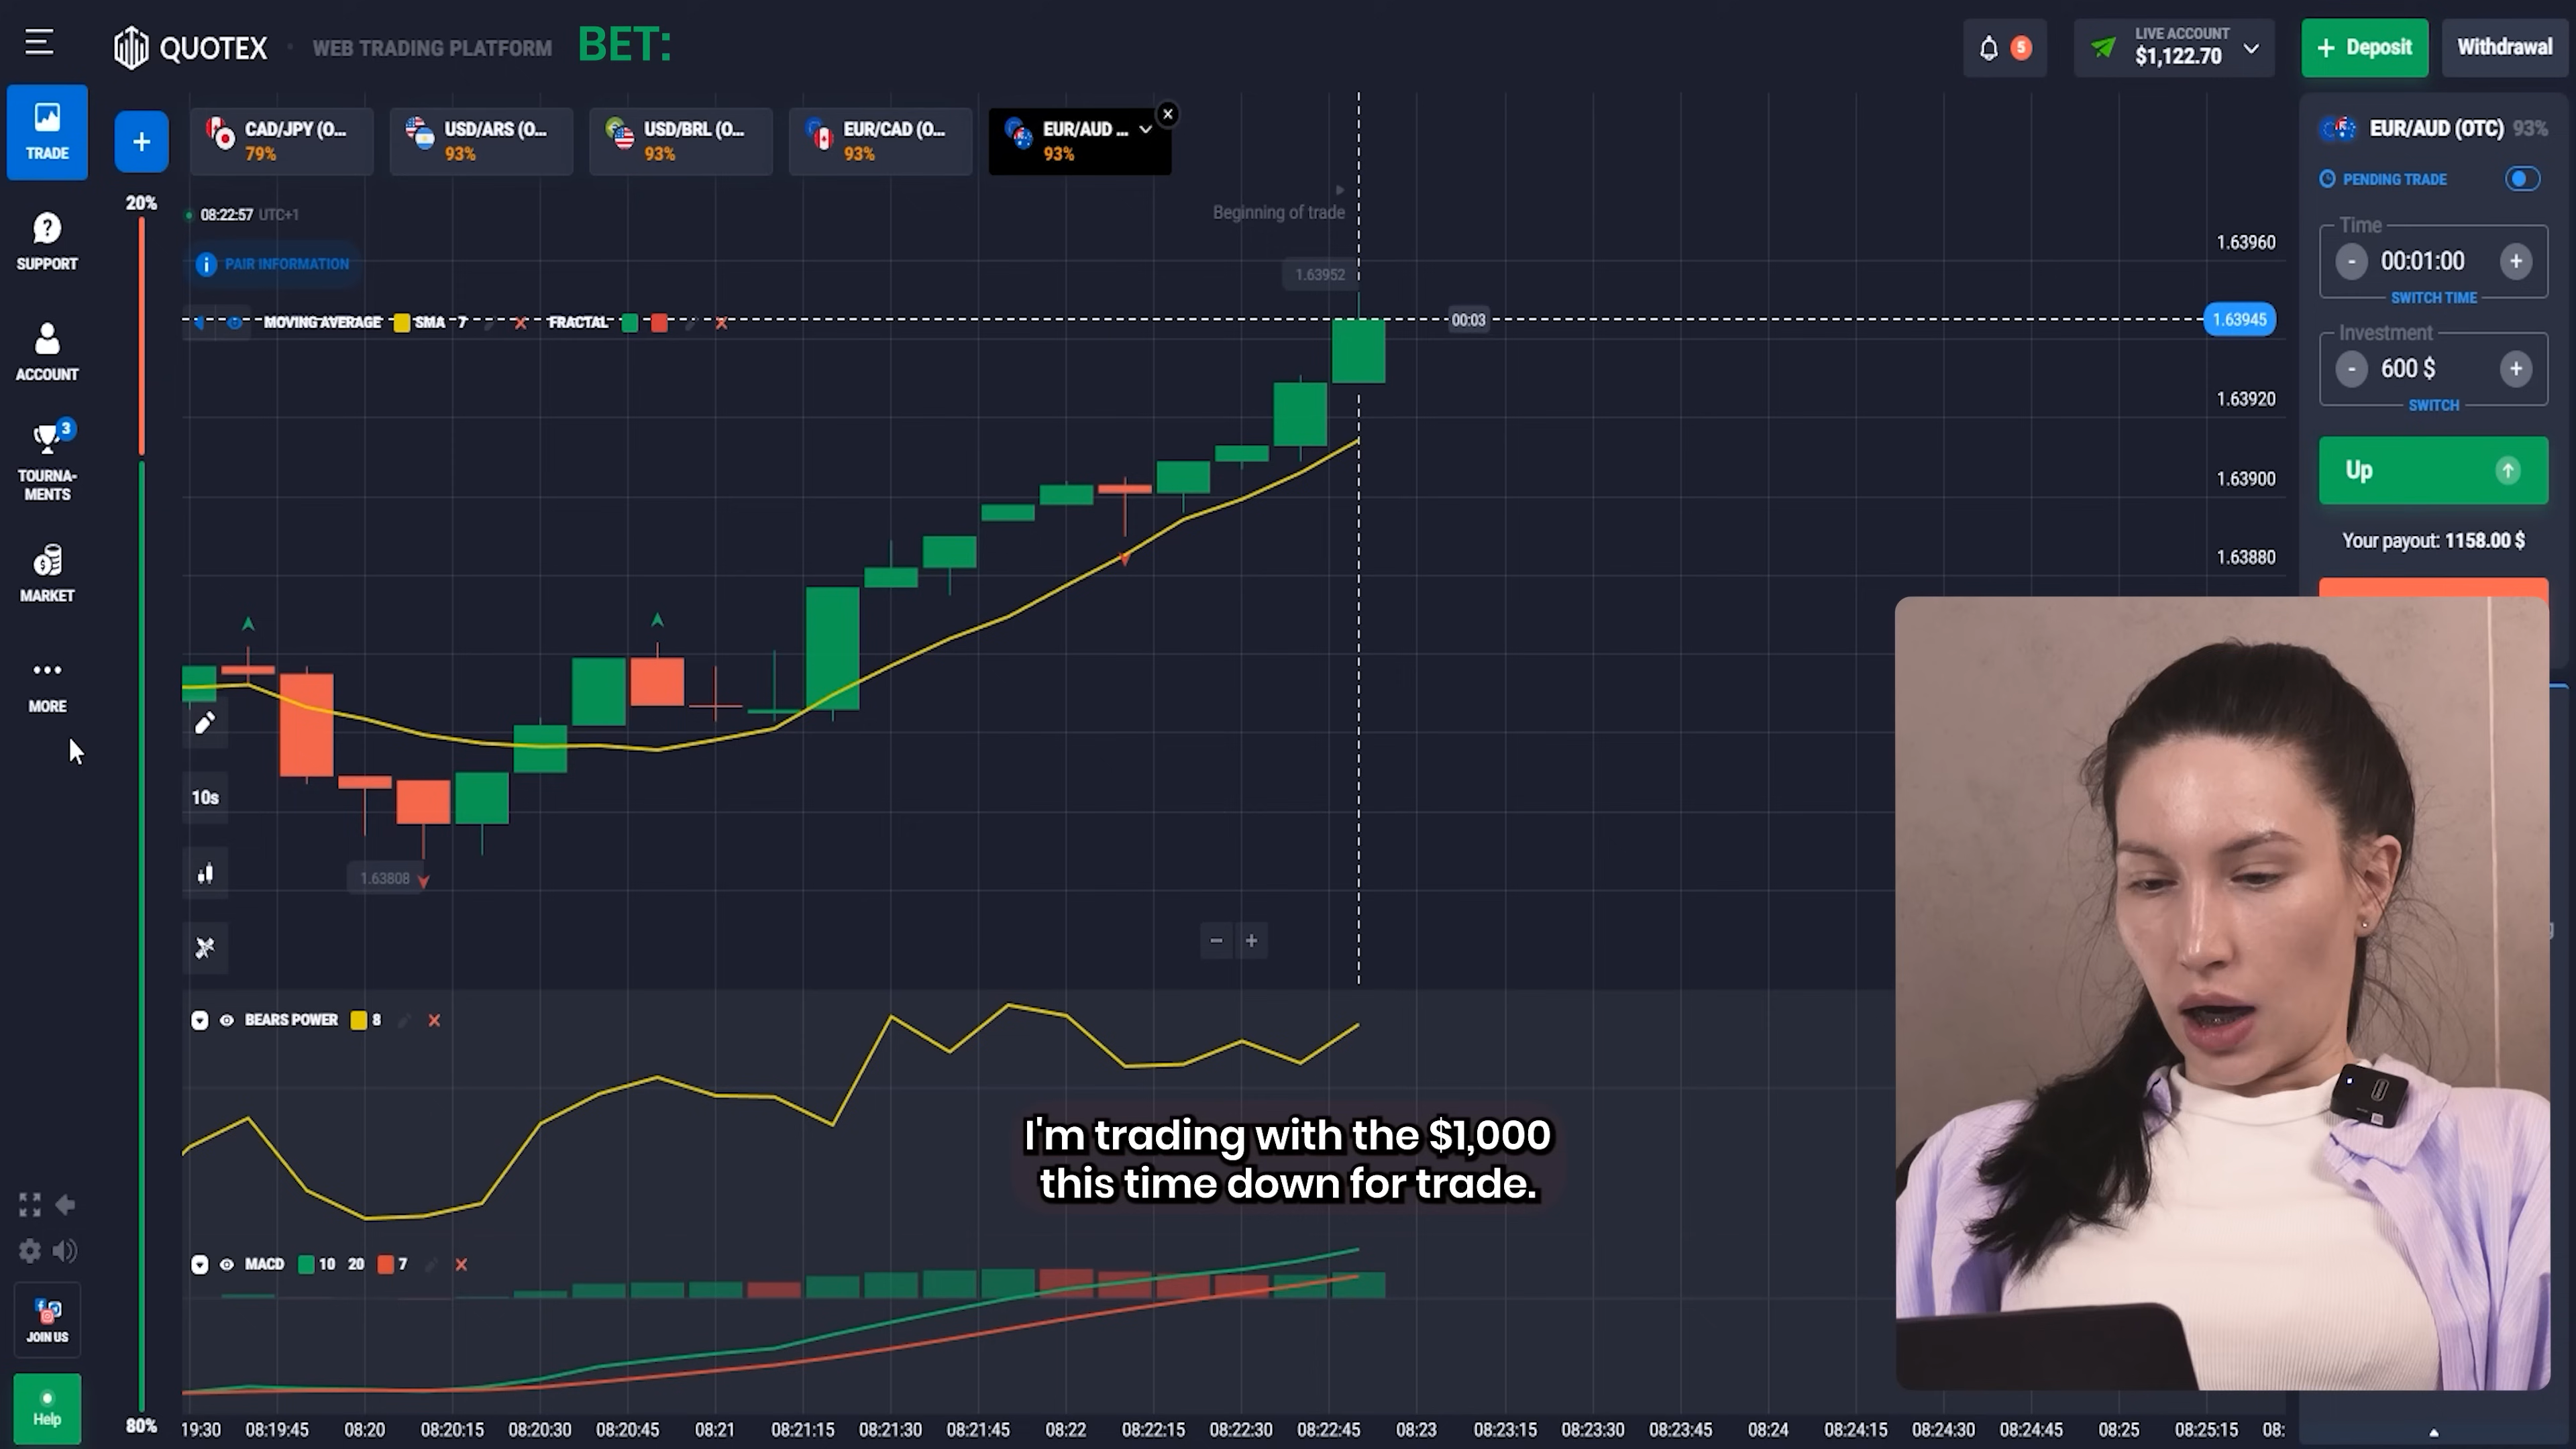 QUOTEX
WEB TRADING PLATFORM
BET:
5
LIVE ACCOUNT
$1,122.70
+ Deposit
Withdrawal
TRADE
+
CAD/JPY (O...
79%
USD/ARS (O...
93%
USD/BRL (O...
93%
EUR/CAD (O...
93%
EUR/AUD ...
93%
EUR/AUD (OTC) 93%
PENDING TRADE
20%
08:22:57 UTC+1
Beginning of trade
PAIR INFORMATION
1.63952
1.63960
Time
- 00:01:00 +
SWITCH TIME
MOVING AVERAGE SMA 7
FRACTAL
00:03
1.63945
Investment
- 600 $ +
SWITCH
1.63920
1.63900
1.63880
Up
Your payout: 1158.00 $
SUPPORT
ACCOUNT
3
TOURNA-
MENTS
MARKET
MORE
10s
1.63808
BEARS POWER 8
I'm trading with the $1,000
this time down for trade.
MACD 10 20 7
JOIN US
Help
80%
19:30 08:19:45 08:20 08:20:15 08:20:30 08:20:45 08:21 08:21:15 08:21:30 08:21:45 08:22 08:22:15 08:22:30 08:22:45 08:23 08:23:15 08:23:30 08:23:45 08:24 08:24:15 08:24:30 08:24:45 08:25 08:25:15 08: